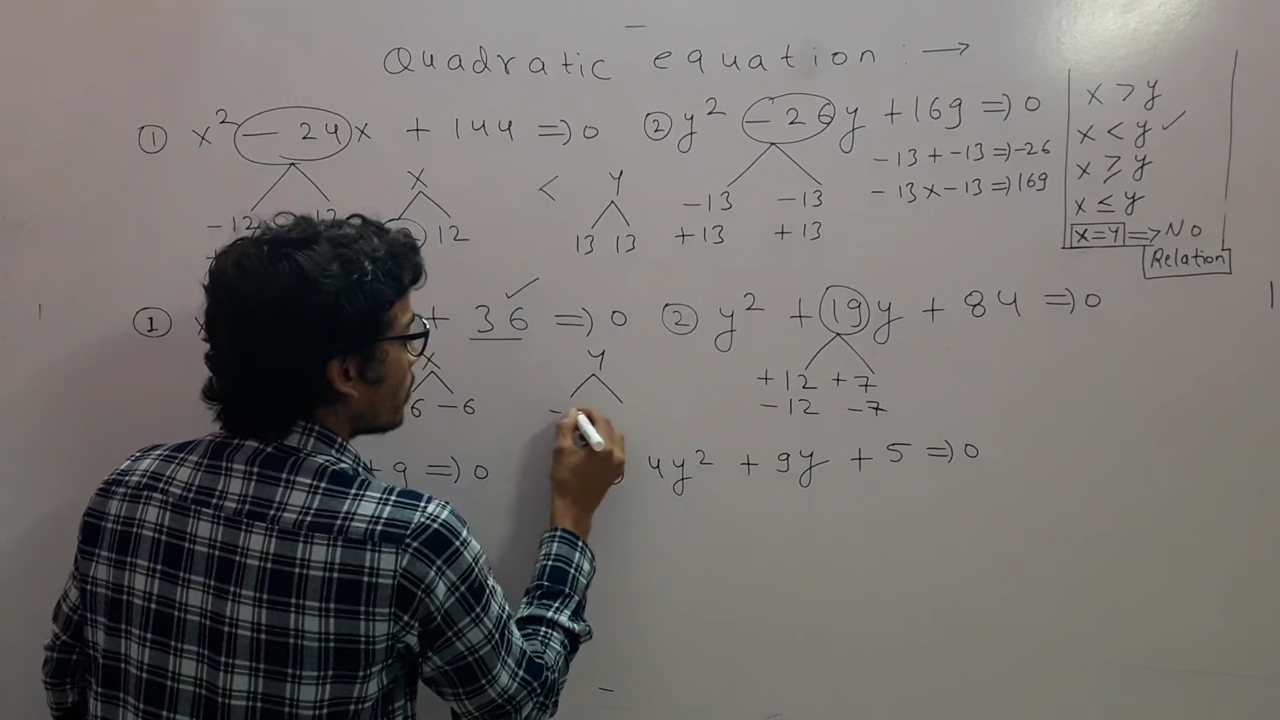 Quadratic equation : →
① x² - 24x + 144 => 0
② y² - 26y + 169 => 0
-13 + -13 => -26
-13 x -13 => 169
x > y
x < y ✓
x ≥ y
x ≤ y
x = y => No
Relation
-12
x < y
12
13 13
-13 -13
+13 +13
①
+ 36 => 0 ✓
② y² + 19y + 84 => 0
x
6 -6
y
-
+12 +7
-12 -7
+ 9 => 0
4y² + 9y + 5 => 0